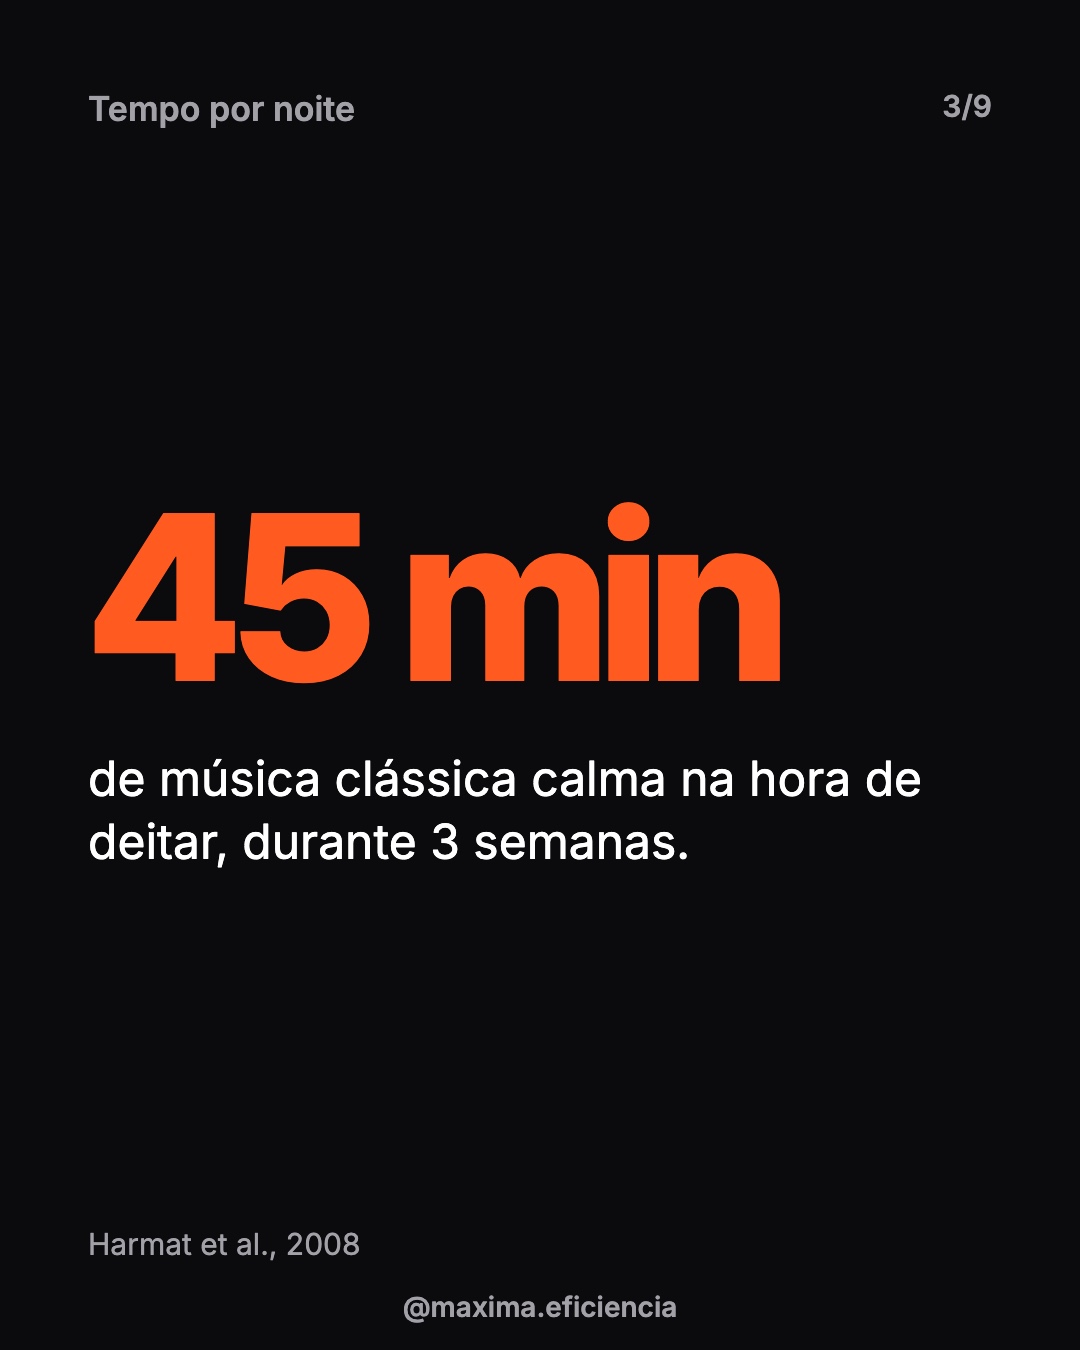 Tempo por noite
3/9
45 min
de música clássica calma na hora de
deitar, durante 3 semanas.
Harmat et al., 2008
@maxima.eficiencia